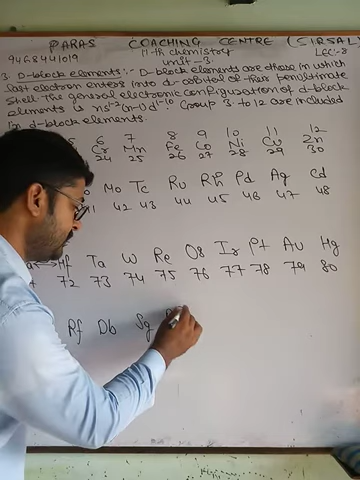 PARAS COACHING CENTRE (SIRSA)
9468441019 11-th chemistry LEC:-8
unit-3
3. D-block elements:- D-block elements are those in which
last electron enters into d-orbital of their penultimate
shell. The general electronic configuration of d-block
elements is ns⁻² (n-1)d¹⁻¹⁰. Group 3 to 12 are included
in d-block elements.
6 7 8 9 10 11 12
Cr Mn Fe Co Ni Cu Zn
24 25 26 27 28 29 30
Mo Tc Ru Rh Pd Ag Cd
41 42 43 44 45 46 47 48
Hf Ta W Re Os Ir Pt Au Hg
72 73 74 75 76 77 78 79 80
Rf Db Sg